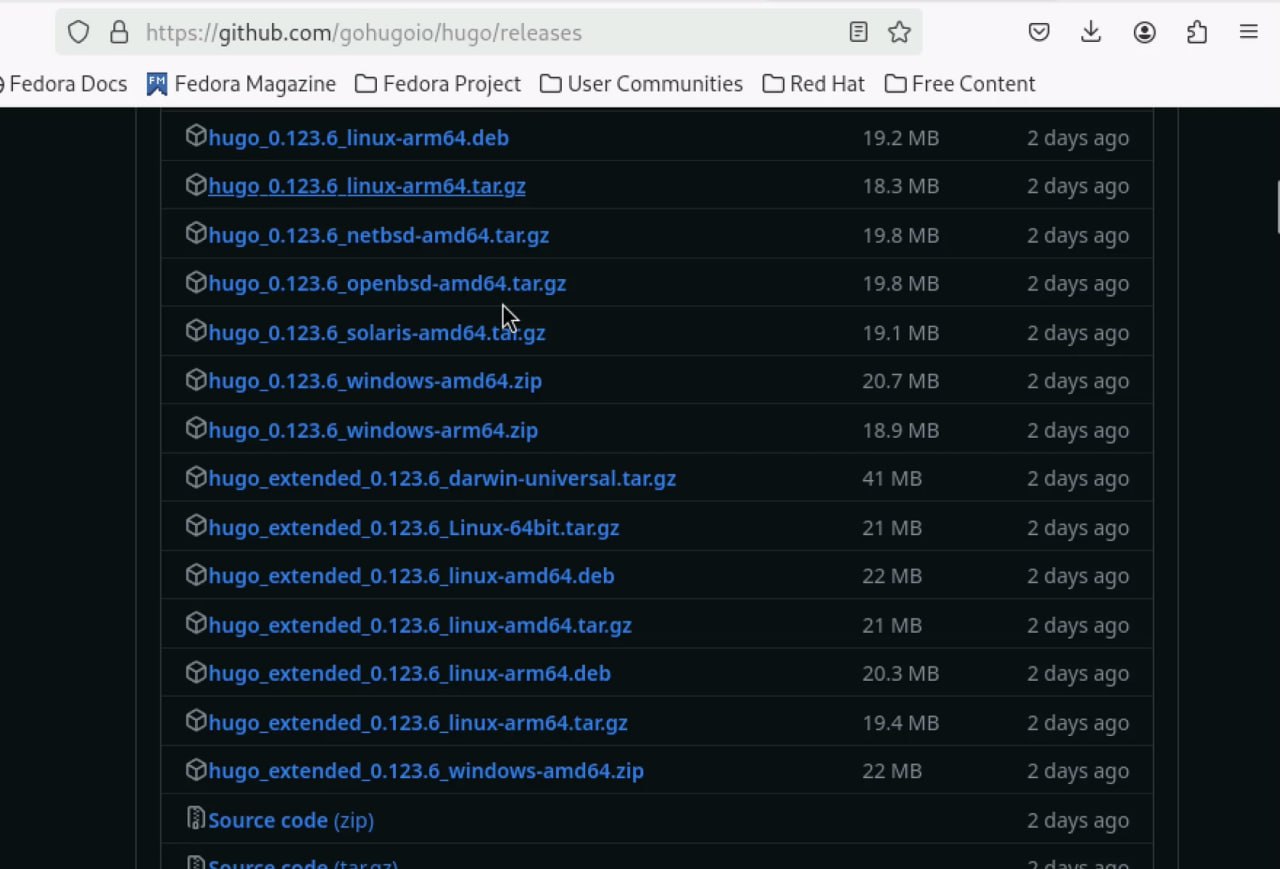 https://github.com/gohugoio/hugo/releases
Fedora Docs FM Fedora Magazine Fedora Project User Communities Red Hat Free Content
hugo_0.123.6_linux-arm64.deb 19.2 MB 2 days ago
hugo_0.123.6_linux-arm64.tar.gz 18.3 MB 2 days ago
hugo_0.123.6_netbsd-amd64.tar.gz 19.8 MB 2 days ago
hugo_0.123.6_openbsd-amd64.tar.gz 19.8 MB 2 days ago
hugo_0.123.6_solaris-amd64.tar.gz 19.1 MB 2 days ago
hugo_0.123.6_windows-amd64.zip 20.7 MB 2 days ago
hugo_0.123.6_windows-arm64.zip 18.9 MB 2 days ago
hugo_extended_0.123.6_darwin-universal.tar.gz 41 MB 2 days ago
hugo_extended_0.123.6_Linux-64bit.tar.gz 21 MB 2 days ago
hugo_extended_0.123.6_linux-amd64.deb 22 MB 2 days ago
hugo_extended_0.123.6_linux-amd64.tar.gz 21 MB 2 days ago
hugo_extended_0.123.6_linux-arm64.deb 20.3 MB 2 days ago
hugo_extended_0.123.6_linux-arm64.tar.gz 19.4 MB 2 days ago
hugo_extended_0.123.6_windows-amd64.zip 22 MB 2 days ago
Source code (zip) 2 days ago
Source code (tar.gz) 2 days ago